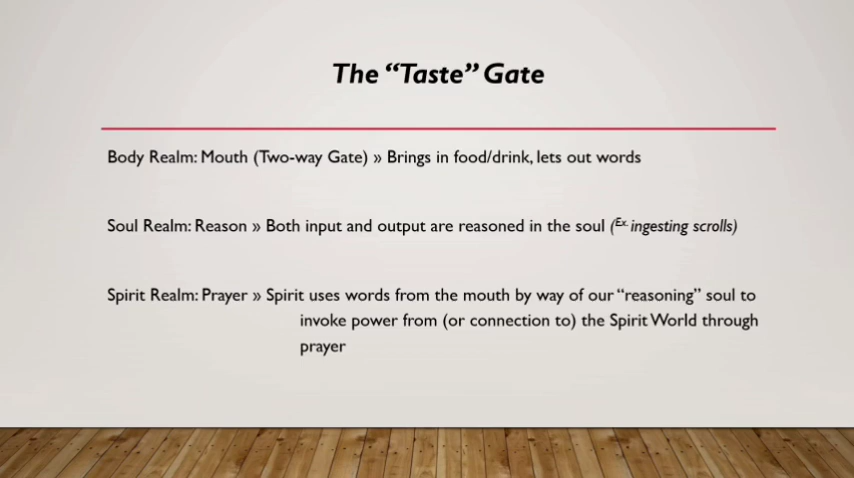 The “Taste” Gate
Body Realm: Mouth (Two-way Gate) » Brings in food/drink, lets out words
Soul Realm: Reason » Both input and output are reasoned in the soul (Ex. ingesting scrolls)
Spirit Realm: Prayer » Spirit uses words from the mouth by way of our “reasoning” soul to
invoke power from (or connection to) the Spirit World through
prayer